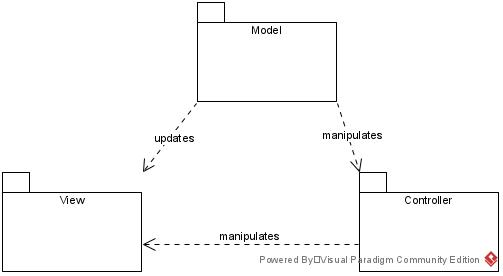 Model
updates
manipulates
View
Controller
manipulates
Powered By Visual Paradigm Community Edition